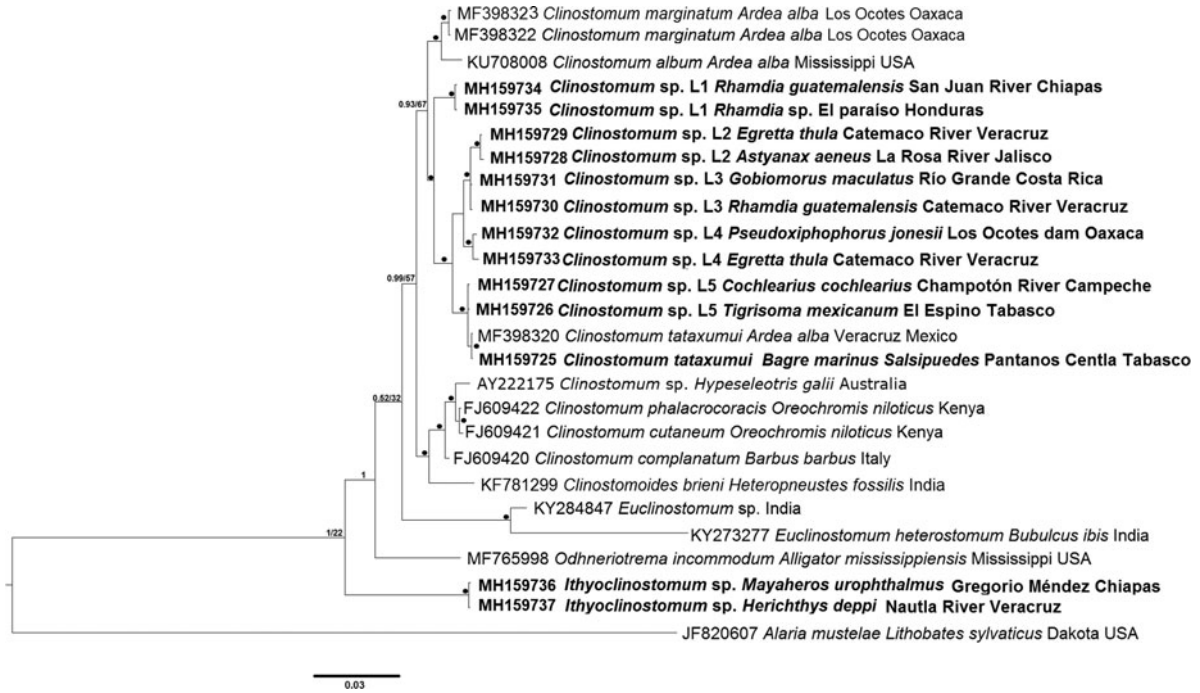 MF398323 Clinostomum marginatum Ardea alba Los Ocotes Oaxaca
MF398322 Clinostomum marginatum Ardea alba Los Ocotes Oaxaca
KU708008 Clinostomum album Ardea alba Mississippi USA
MH159734 Clinostomum sp. L1 Rhamdia guatemalensis San Juan River Chiapas
0.93/67
MH159735 Clinostomum sp. L1 Rhamdia sp. El paraíso Honduras
MH159729 Clinostomum sp. L2 Egretta thula Catemaco River Veracruz
MH159728 Clinostomum sp. L2 Astyanax aeneus La Rosa River Jalisco
MH159731 Clinostomum sp. L3 Gobiomorus maculatus Río Grande Costa Rica
MH159730 Clinostomum sp. L3 Rhamdia guatemalensis Catemaco River Veracruz
MH159732 Clinostomum sp. L4 Pseudoxiphophorus jonesii Los Ocotes dam Oaxaca
MH159733 Clinostomum sp. L4 Egretta thula Catemaco River Veracruz
0.99/57
MH159727 Clinostomum sp. L5 Cochlearius cochlearius Champotón River Campeche
MH159726 Clinostomum sp. L5 Tigrisoma mexicanum El Espino Tabasco
MF398320 Clinostomum tataxumui Ardea alba Veracruz Mexico
MH159725 Clinostomum tataxumui Bagre marinus Salsipuedes Pantanos Centla Tabasco
AY222175 Clinostomum sp. Hypseleotris galii Australia
0.52/32
FJ609422 Clinostomum phalacrocoracis Oreochromis niloticus Kenya
FJ609421 Clinostomum cutaneum Oreochromis niloticus Kenya
FJ609420 Clinostomum complanatum Barbus barbus Italy
1
KF781299 Clinostomoides brieni Heteropneustes fossilis India
KY284847 Euclinostomum sp. India
1/22
KY273277 Euclinostomum heterostomum Bubulcus ibis India
MF765998 Odhneriotrema incommodum Alligator mississippiensis Mississippi USA
MH159736 Ithyoclinostomum sp. Mayaheros urophthalmus Gregorio Méndez Chiapas
MH159737 Ithyoclinostomum sp. Herichthys deppi Nautla River Veracruz
JF820607 Alaria mustelae Lithobates sylvaticus Dakota USA
0.03